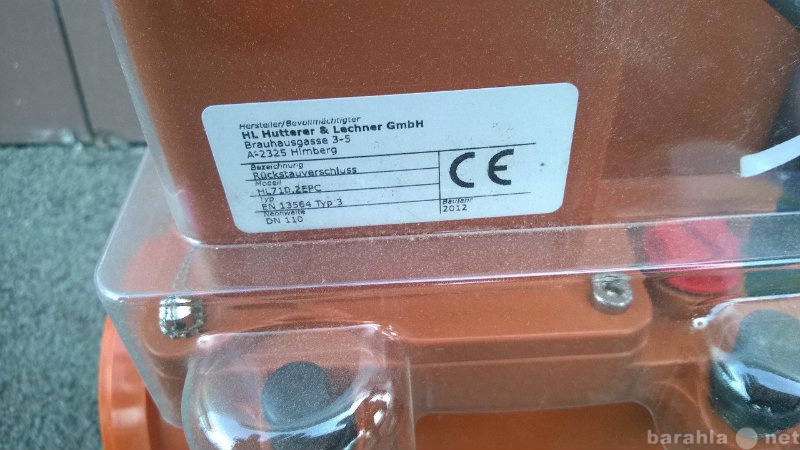 Hersteller/Bevollmächtigter
HL Hutterer & Lechner GmbH
Brauhausgasse 3-5
A-2325 Himberg
Bezeichnung
Rückstauverschluss
Modell
HL710.2EPC
Typ
EN 13564 Typ 3
Nennweite
DN 110
CE
Baujahr
2012
barahla.net